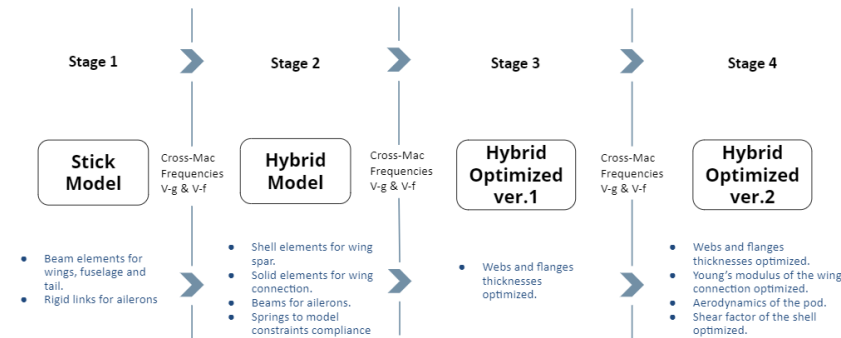 Stage 1
Stage 2
Stage 3
Stage 4
Stick
Model
Cross-Mac
Frequencies
V-g & V-f
Hybrid
Model
Cross-Mac
Frequencies
V-g & V-f
Hybrid
Optimized
ver.1
Cross-Mac
Frequencies
V-g & V-f
Hybrid
Optimized
ver.2
● Beam elements for
wings, fuselage and
tail.
● Rigid links for ailerons
● Shell elements for wing
spar.
● Solid elements for wing
connection.
● Beams for ailerons.
● Springs to model
constraints compliance
● Webs and flanges
thicknesses
optimized.
● Webs and flanges
thicknesses optimized.
● Young's modulus of the wing
connection optimized.
● Aerodynamics of the pod.
● Shear factor of the shell
optimized.